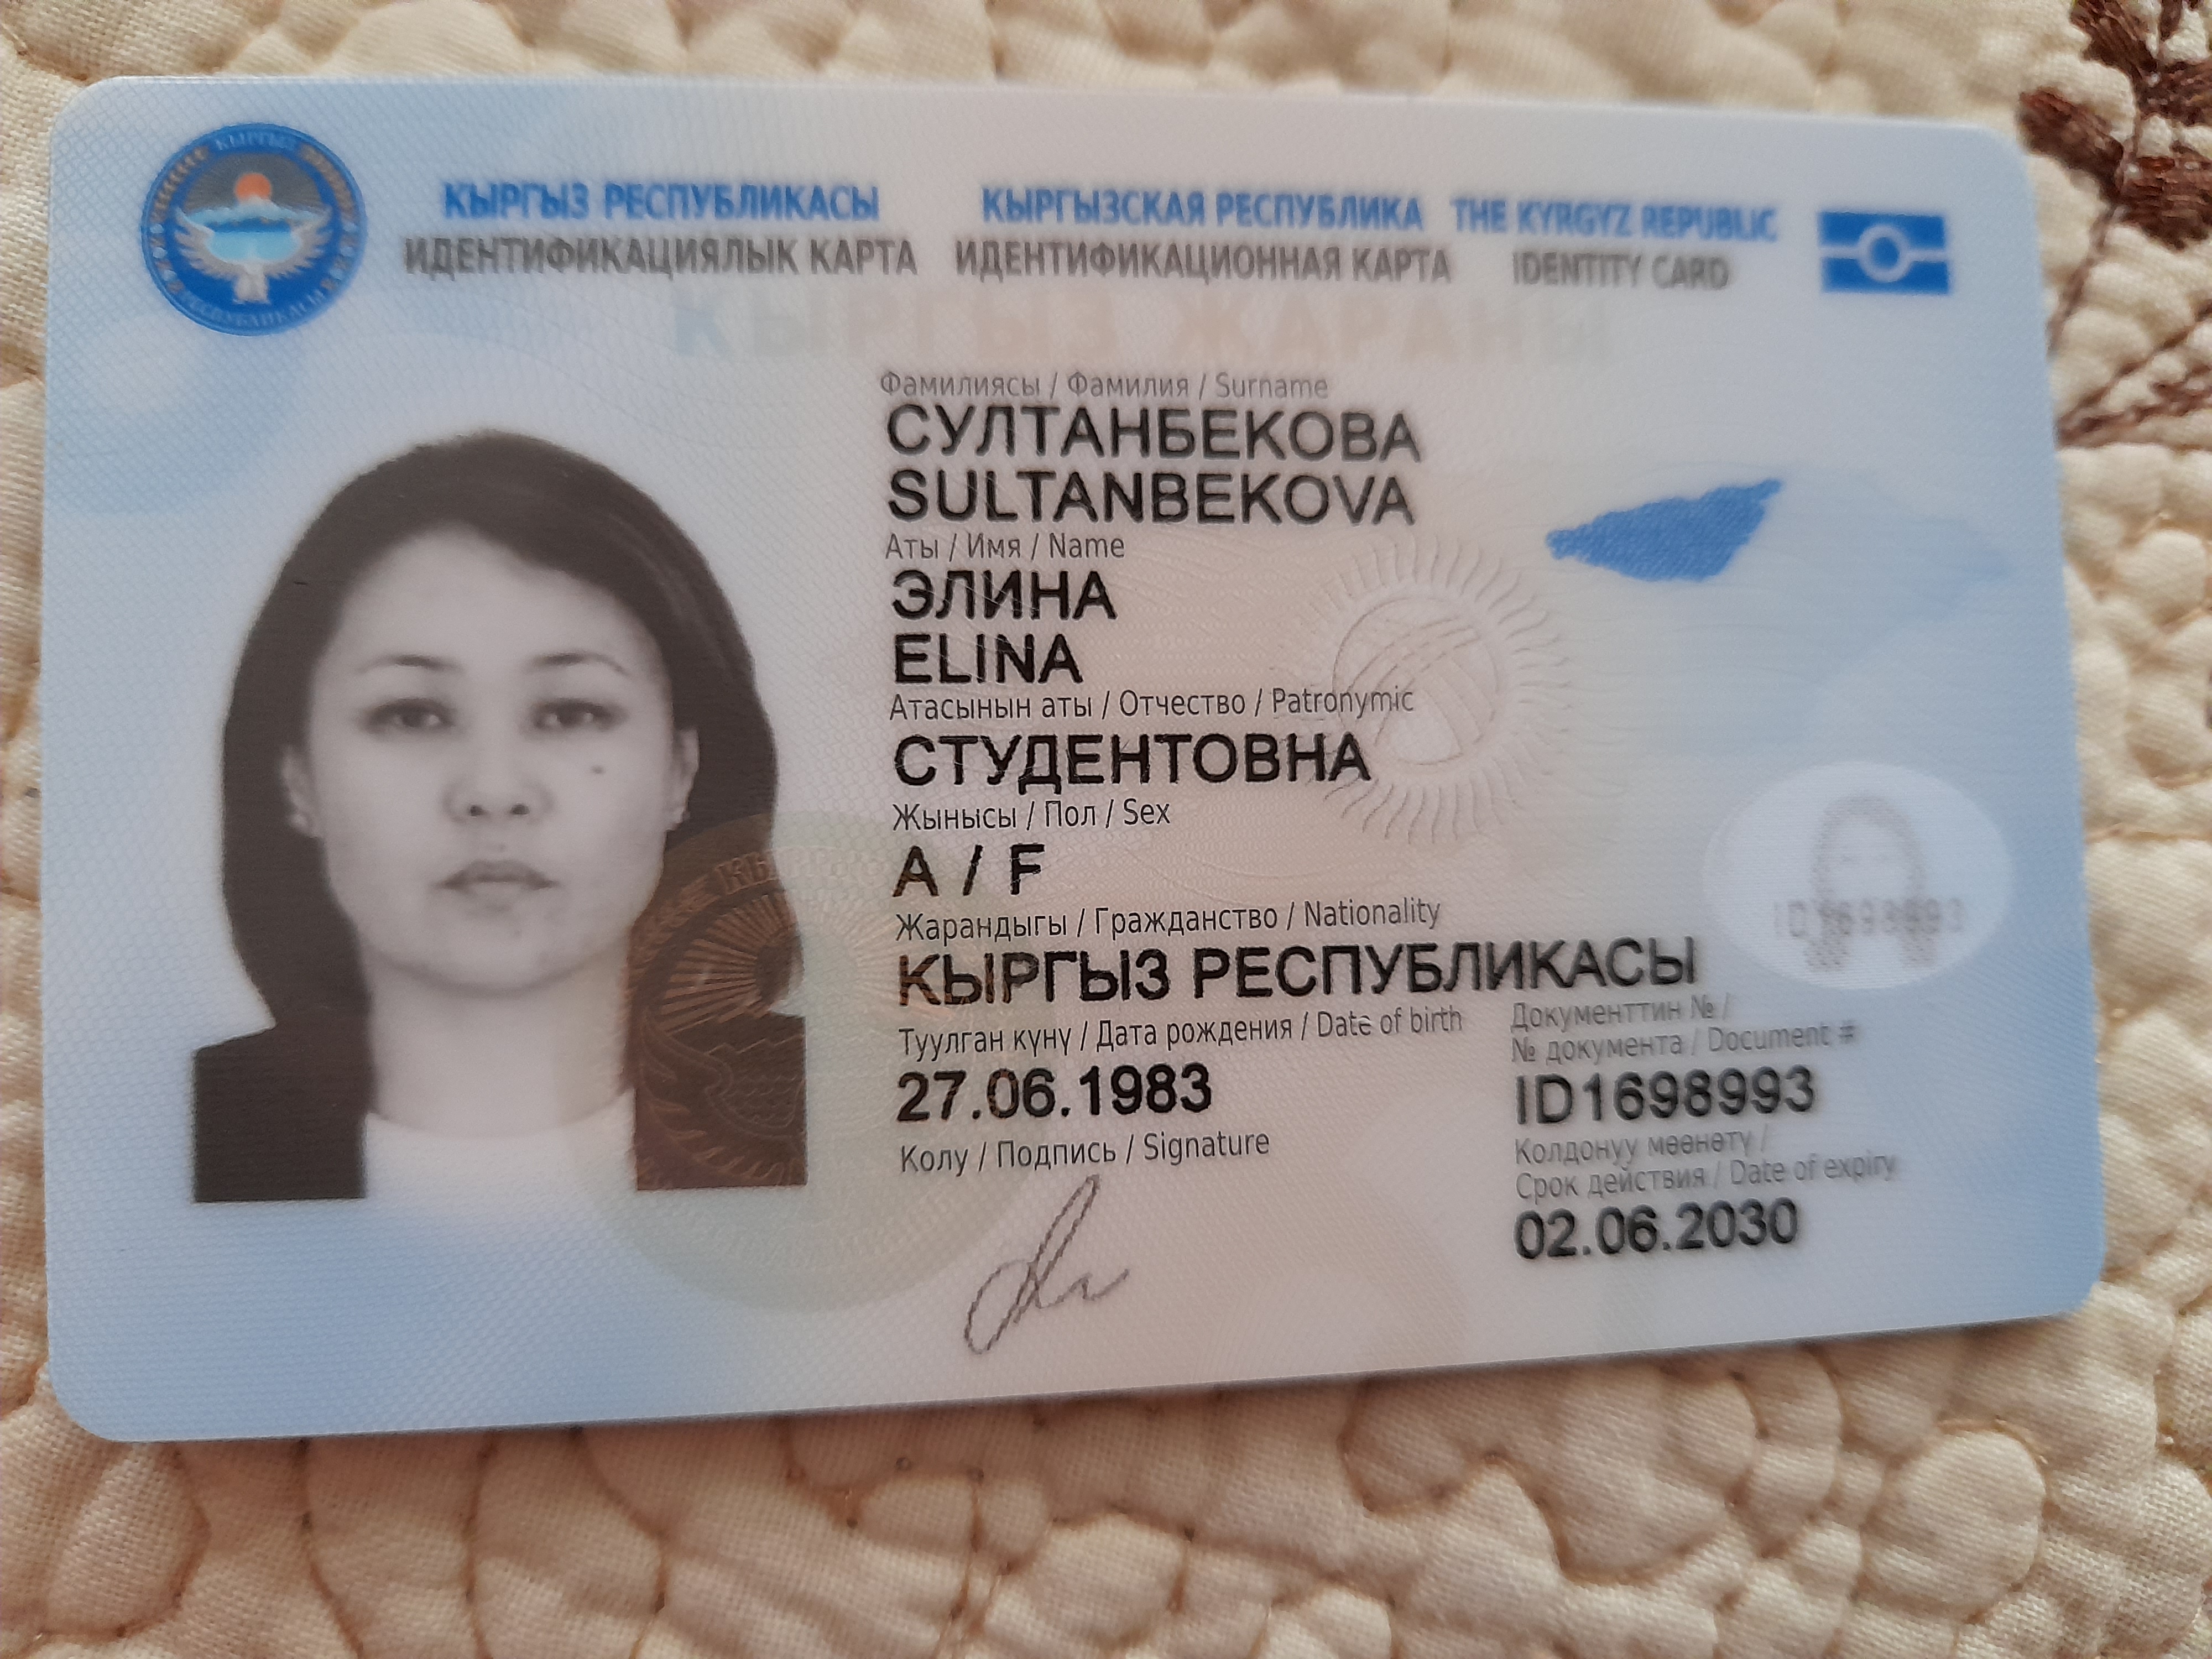 КЫРГЫЗ РЕСПУБЛИКАСЫ КЫРГЫЗСКАЯ РЕСПУБЛИКА THE KYRGYZ REPUBLIC
ИДЕНТИФИКАЦИЯЛЫК КАРТА ИДЕНТИФИКАЦИОННАЯ КАРТА IDENTITY CARD
Фамилиясы / Фамилия / Surname
СУЛТАНБЕКОВА
SULTANBEKOVA
Аты / Имя / Name
ЭЛИНА
ELINA
Атасынын аты / Отчество / Patronymic
СТУДЕНТОВНА
Жынысы / Пол / Sex
А / F
Жарандыгы / Гражданство / Nationality
КЫРГЫЗ РЕСПУБЛИКАСЫ
Туулган күнү / Дата рождения / Date of birth
27.06.1983
Документтин № /
№ документа / Document #
ID1698993
Колу / Подпись / Signature
Колдонуу мөөнөтү /
Срок действия / Date of expiry
02.06.2030